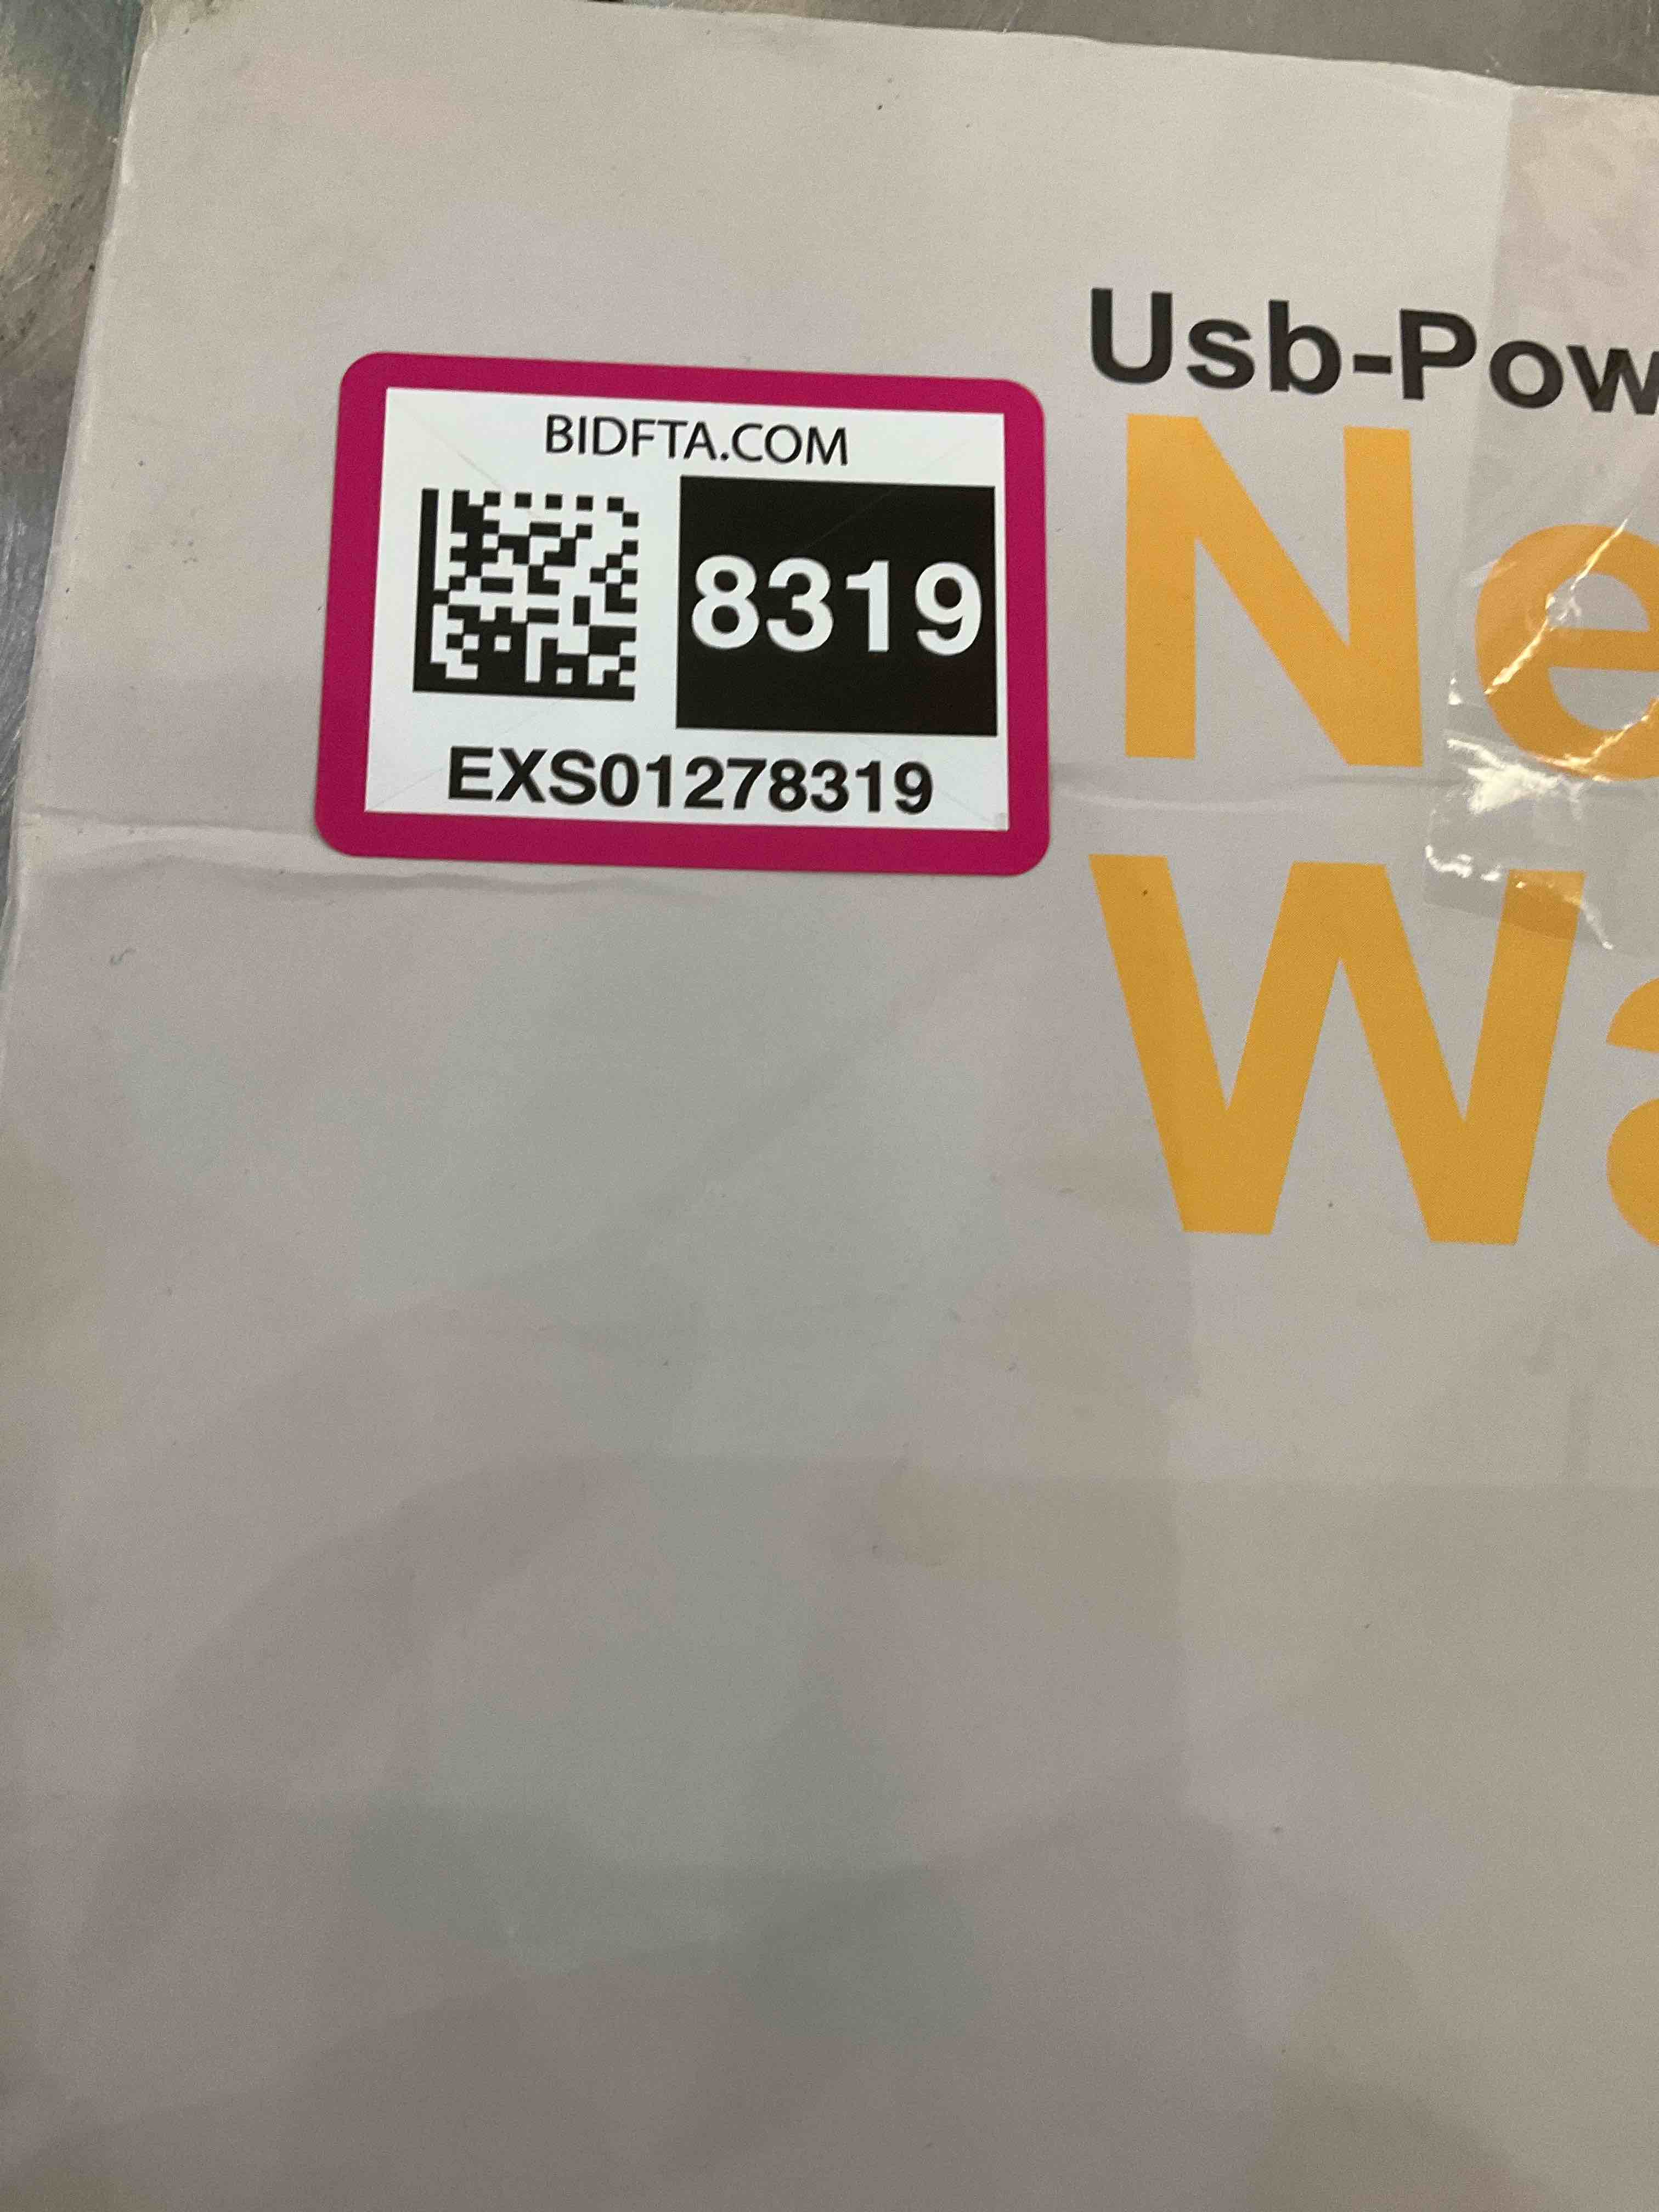 BIDFTA.COM
8319
EXS01278319
Usb-Pow
Ne
Wa